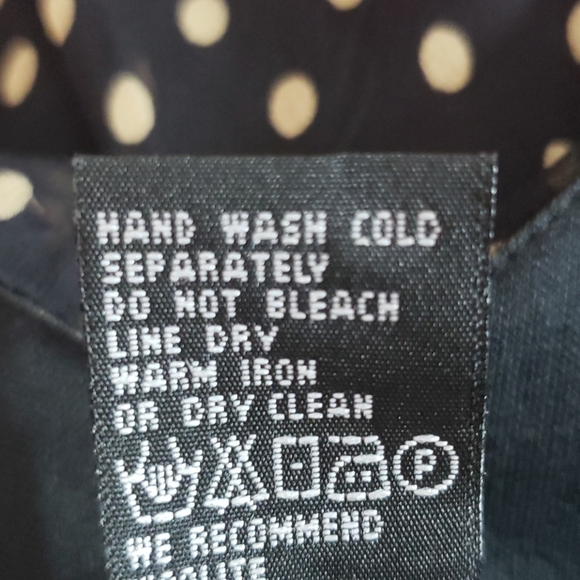 HAND WASH COLD
SEPARATELY
DO NOT BLEACH
LINE DRY
WARM IRON
OR DRY CLEAN
P
WE RECOMMEND